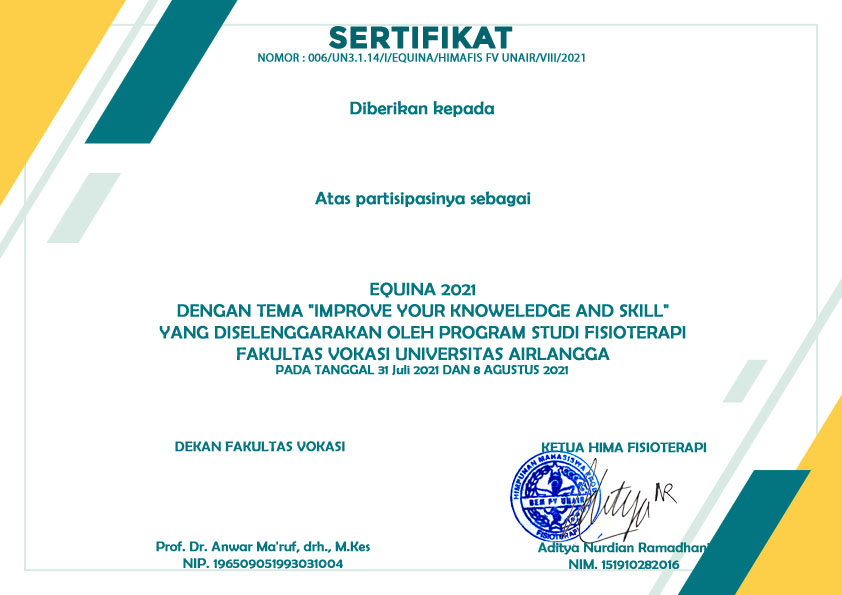 SERTIFIKAT
NOMOR : 006/UN3.1.14/I/EQUINA/HIMAFIS FV UNAIR/VIII/2021
Diberikan kepada
Atas partisipasinya sebagai
EQUINA 2021
DENGAN TEMA "IMPROVE YOUR KNOWELEDGE AND SKILL"
YANG DISELENGGARAKAN OLEH PROGRAM STUDI FISIOTERAPI
FAKULTAS VOKASI UNIVERSITAS AIRLANGGA
PADA TANGGAL 31 Juli 2021 DAN 8 AGUSTUS 2021
DEKAN FAKULTAS VOKASI
KETUA HIMA FISIOTERAPI
HIMPUNAN MAHASISWA
BEM FV UNAIR
FISIOTERAPI
Prof. Dr. Anwar Ma'ruf, drh., M.Kes
Aditya Nurdian Ramadhani
NIP. 196509051993031004
NIM. 151910282016